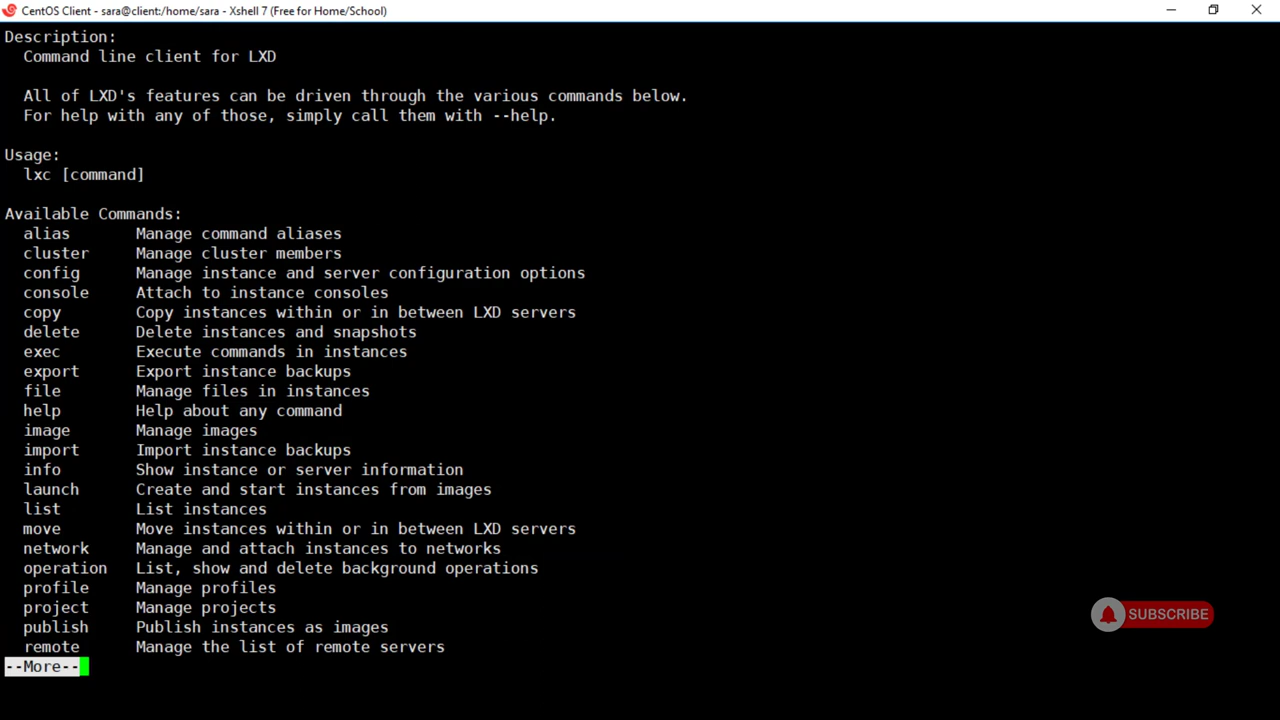 CentOS Client - sara@client:/home/sara - Xshell 7 (Free for Home/School)
Description:
Command line client for LXD
All of LXD's features can be driven through the various commands below.
For help with any of those, simply call them with --help.
Usage:
lxc [command]
Available Commands:
alias Manage command aliases
cluster Manage cluster members
config Manage instance and server configuration options
console Attach to instance consoles
copy Copy instances within or in between LXD servers
delete Delete instances and snapshots
exec Execute commands in instances
export Export instance backups
file Manage files in instances
help Help about any command
image Manage images
import Import instance backups
info Show instance or server information
launch Create and start instances from images
list List instances
move Move instances within or in between LXD servers
network Manage and attach instances to networks
operation List, show and delete background operations
profile Manage profiles
project Manage projects
publish Publish instances as images
remote Manage the list of remote servers
--More--
SUBSCRIBE